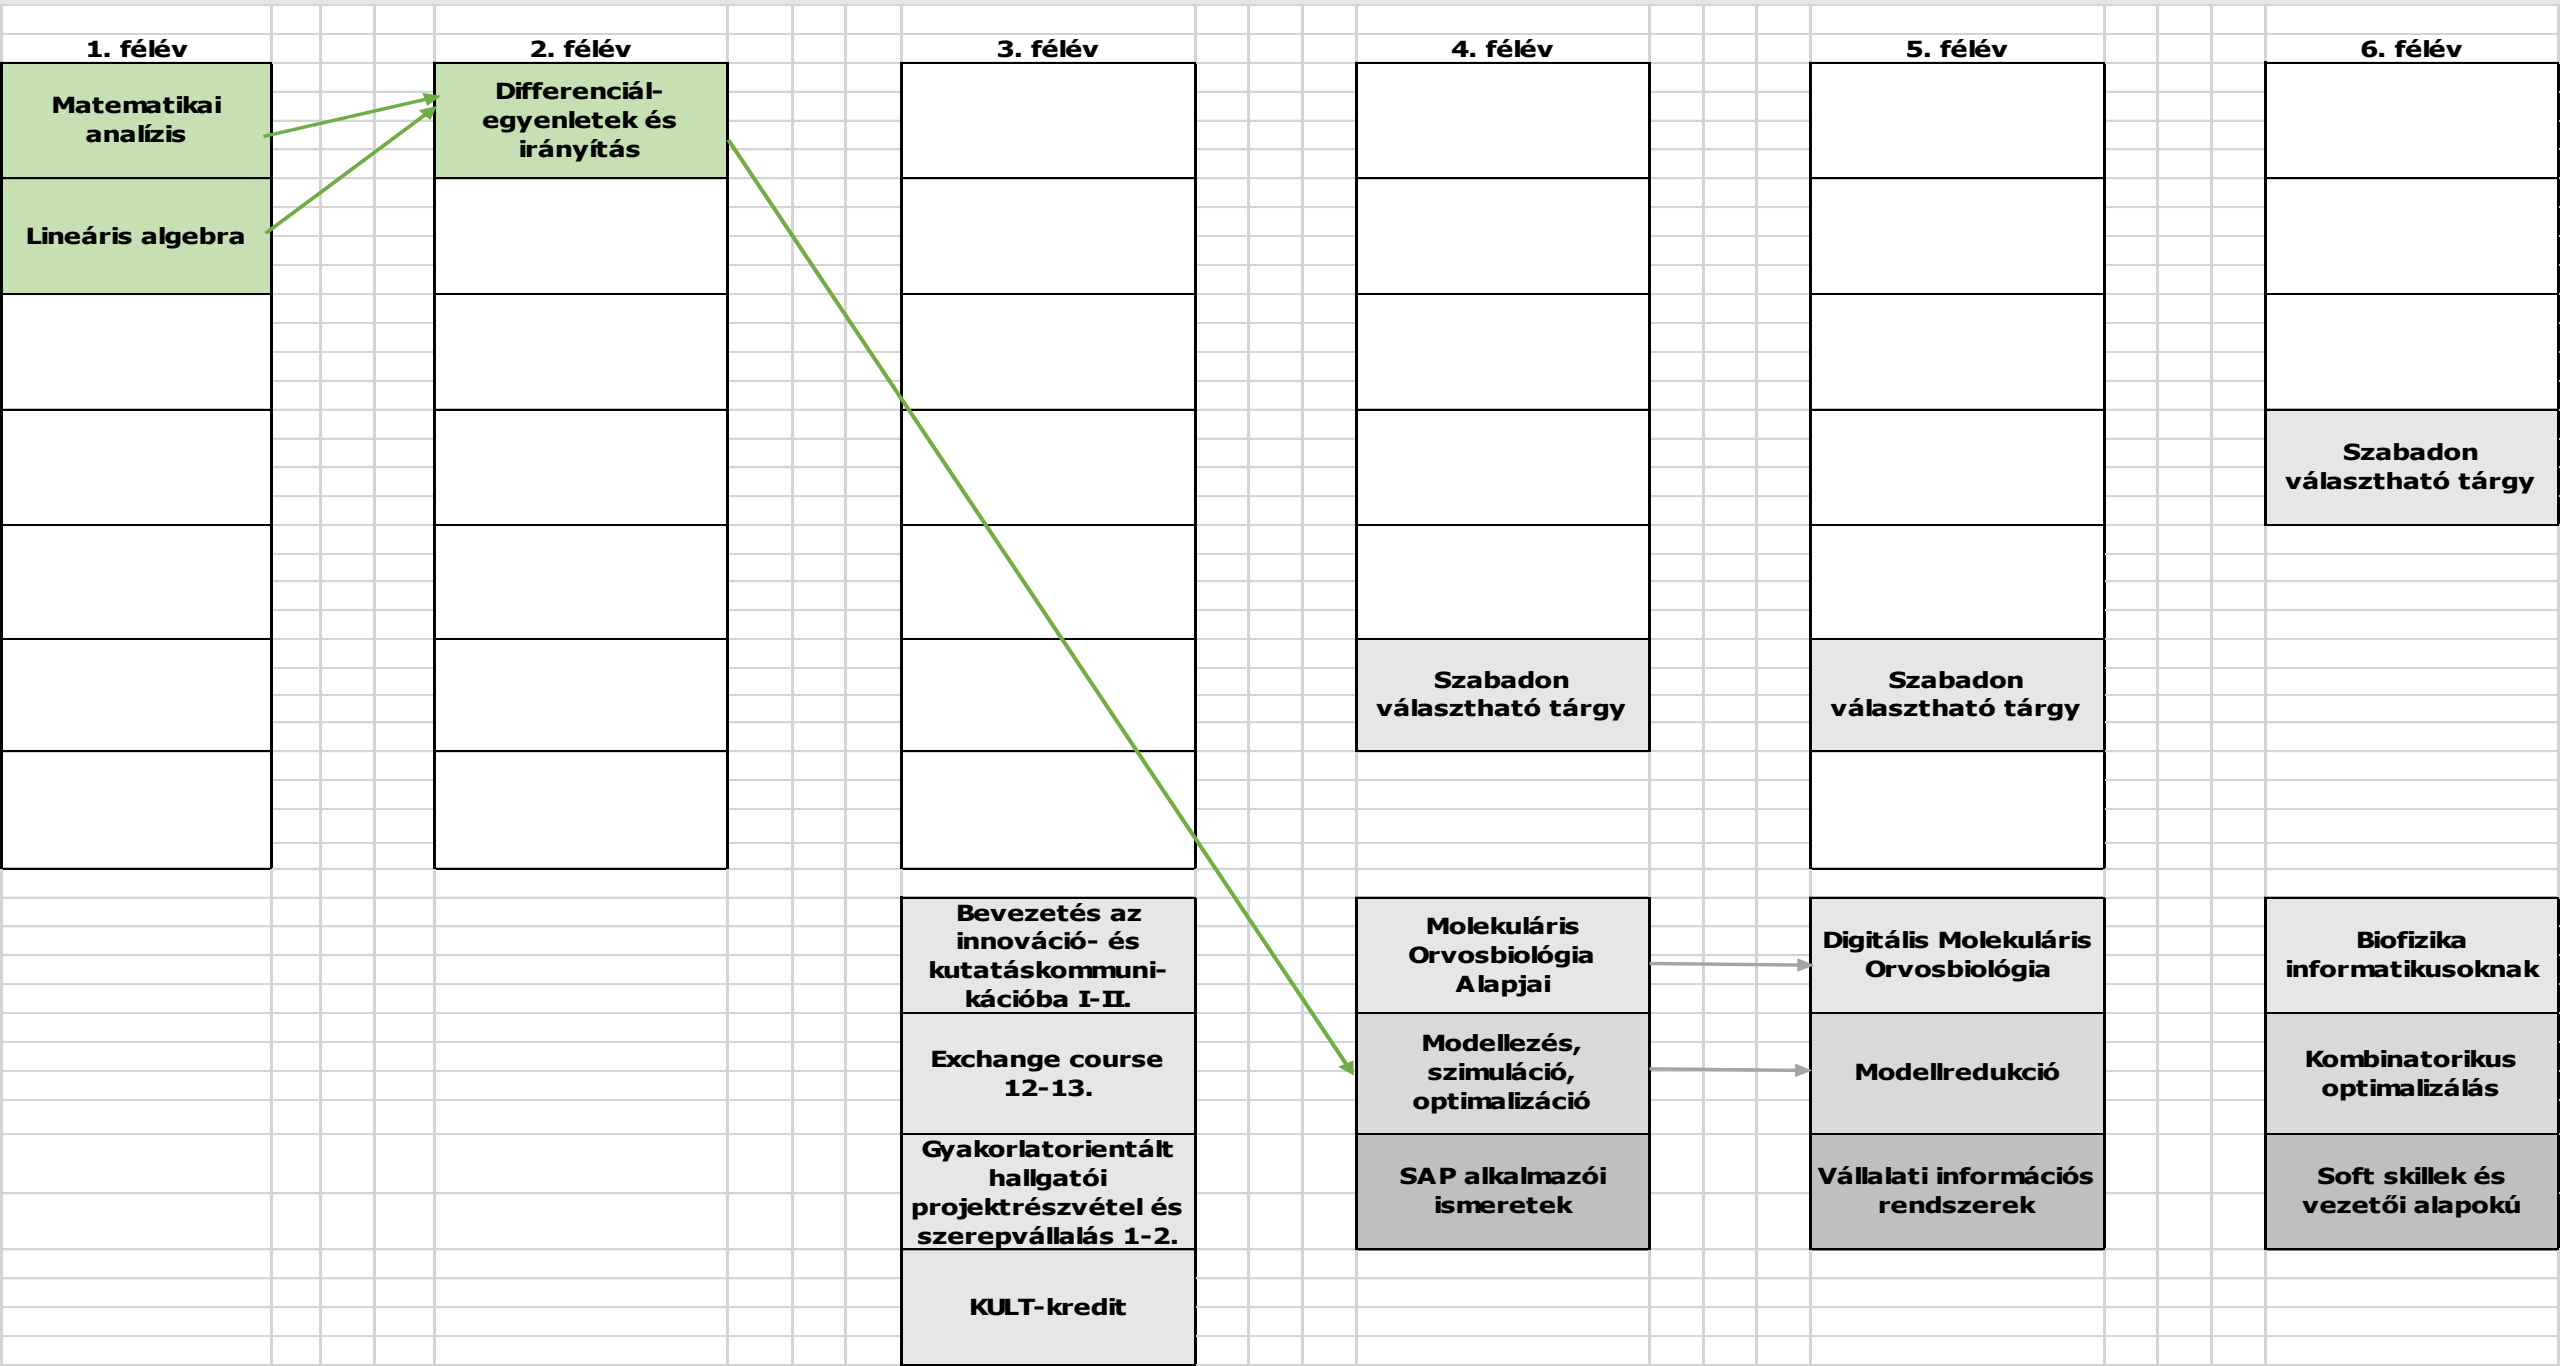 1. félév
2. félév
3. félév
4. félév
5. félév
6. félév
Matematikai
analízis
Differenciál-
egyenletek és
irányítás
Lineáris algebra
Szabadon
választható tárgy
Szabadon
választható tárgy
Szabadon
választható tárgy
Bevezetés az
innováció- és
kutatáskommuni-
kációba I-II.
Molekuláris
Orvosbiológia
Alapjai
Digitális Molekuláris
Orvosbiológia
Biofizika
informatikusoknak
Exchange course
12-13.
Modellezés,
szimuláció,
optimalizáció
Modellredukció
Kombinatorikus
optimalizálás
Gyakorlatorientált
hallgatói
projektrészvétel és
szerepvállalás 1-2.
SAP alkalmazói
ismeretek
Vállalati információs
rendszerek
Soft skillek és
vezetői alapokú
KULT-kredit